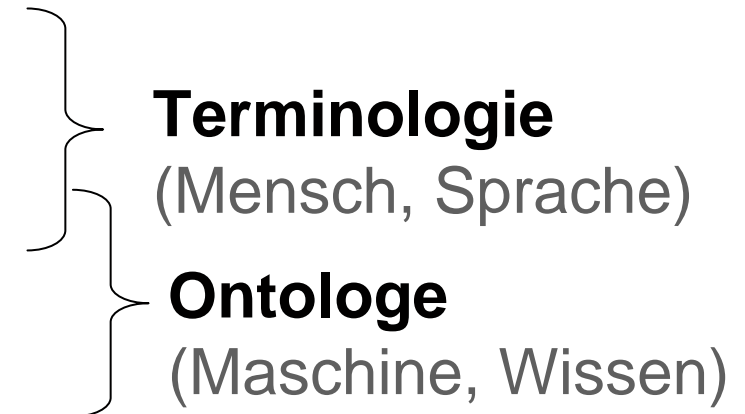 Terminologie
(Mensch, Sprache)
Ontologe
(Maschine, Wissen)